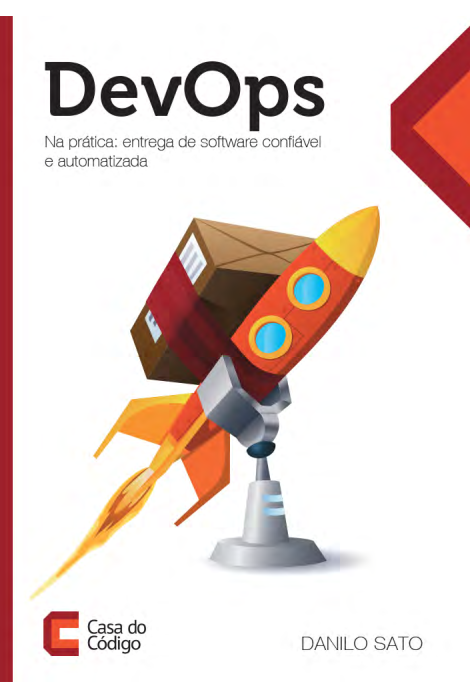 DevOps
Na prática: entrega de software confiável
e automatizada
Casa do
Código
DANILO SATO